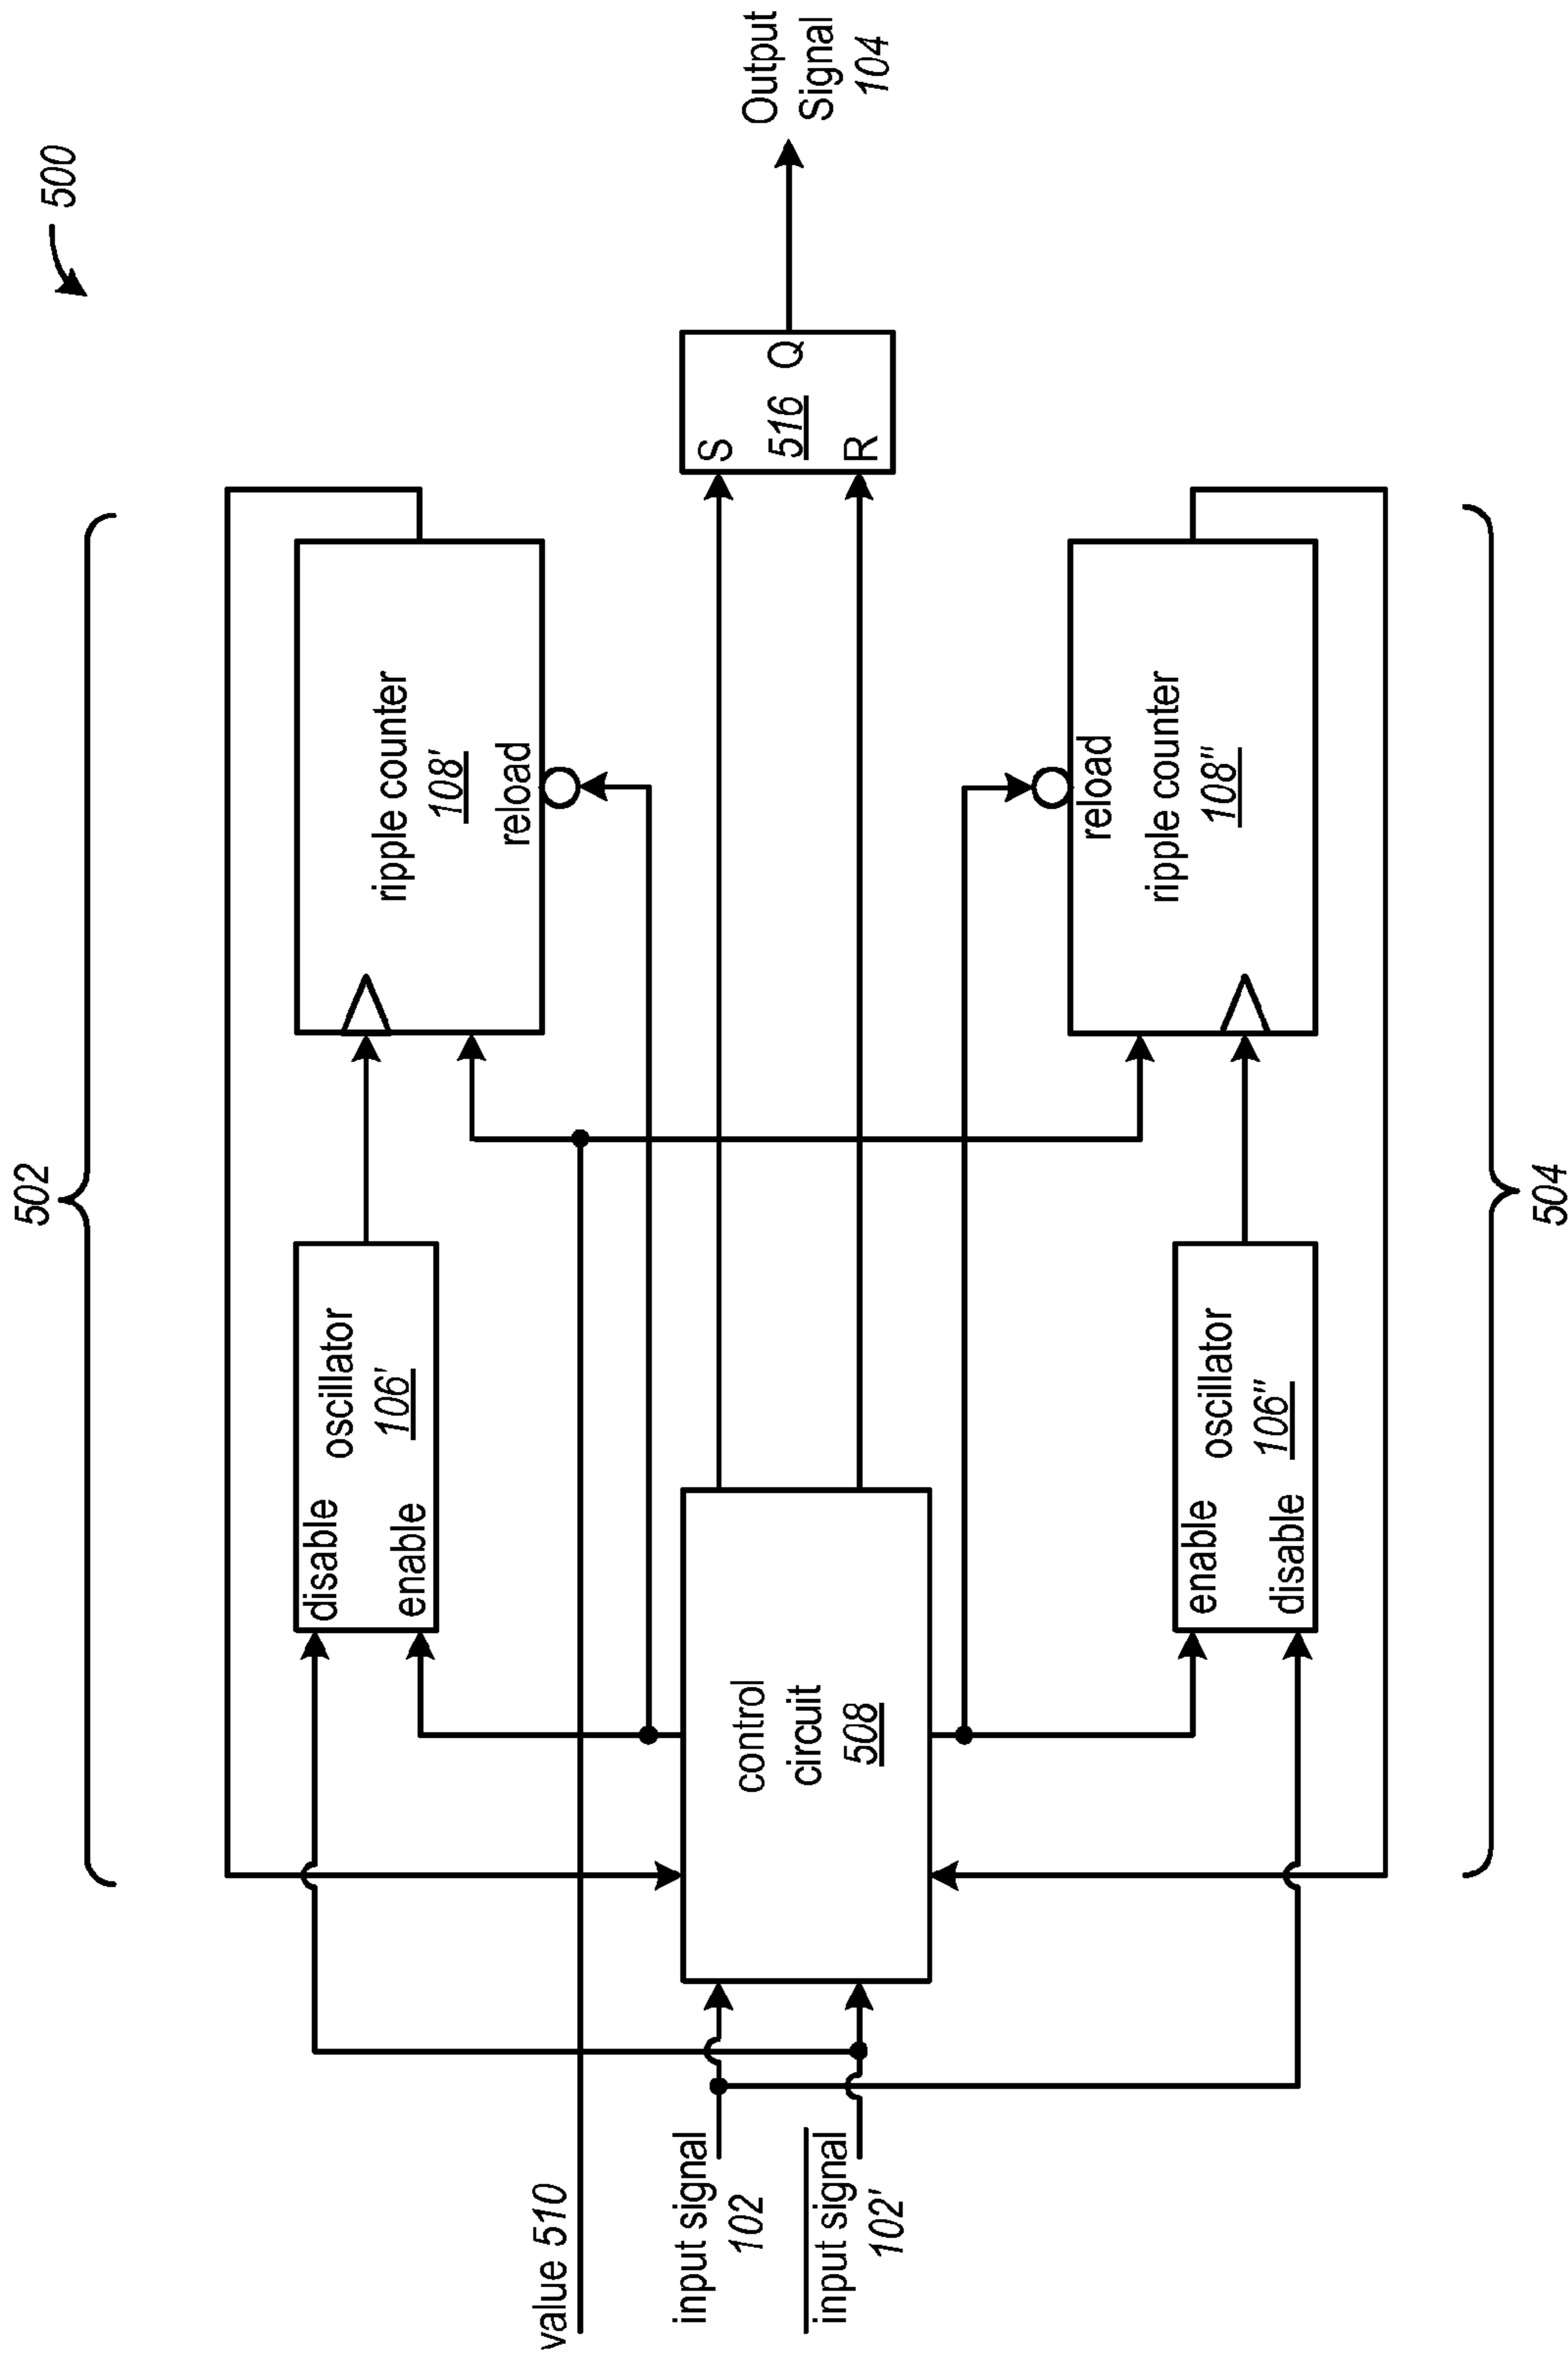 500
502
disable
oscillator
106'
enable
ripple counter
108'
reload
value 510
input signal
102
input signal
102'
control
circuit
508
S
516
Q
R
Output
Signal
104
enable
oscillator
106"
disable
reload
ripple counter
108"
504